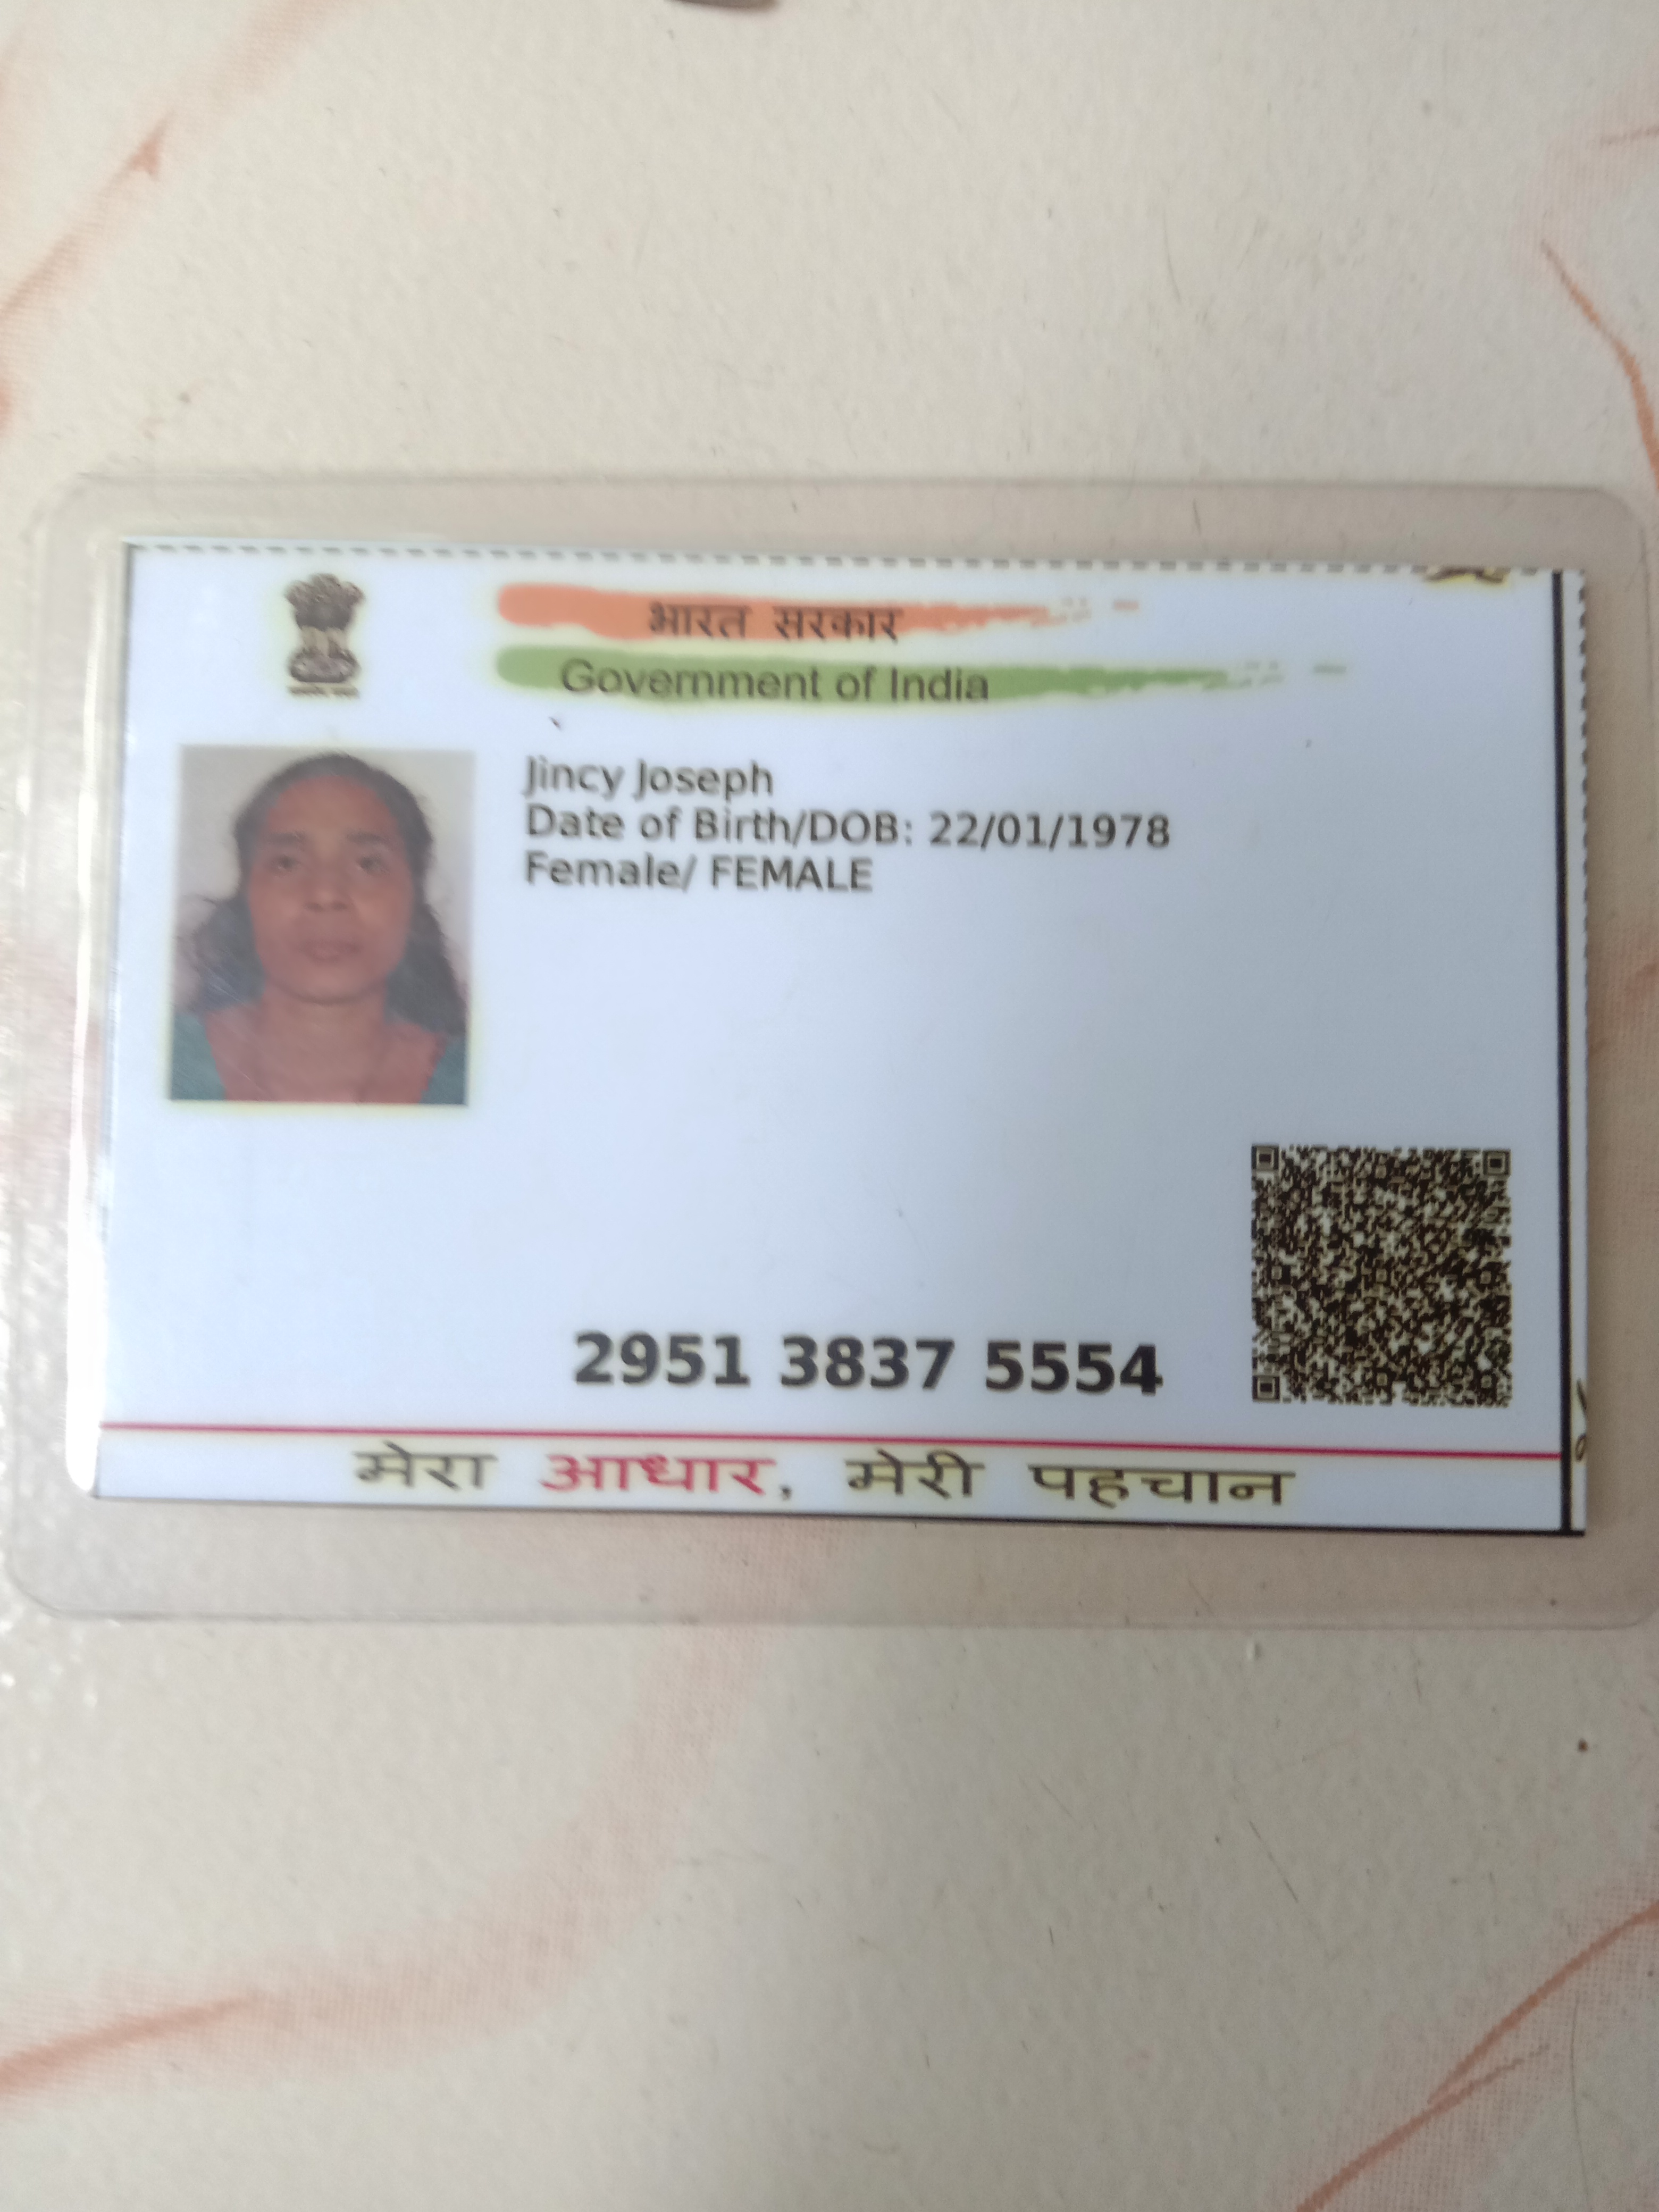 भारत सरकार
Government of India
Jincy Joseph
Date of Birth/DOB: 22/01/1978
Female/ FEMALE
2951 3837 5554
मेरा आधार, मेरी पहचान